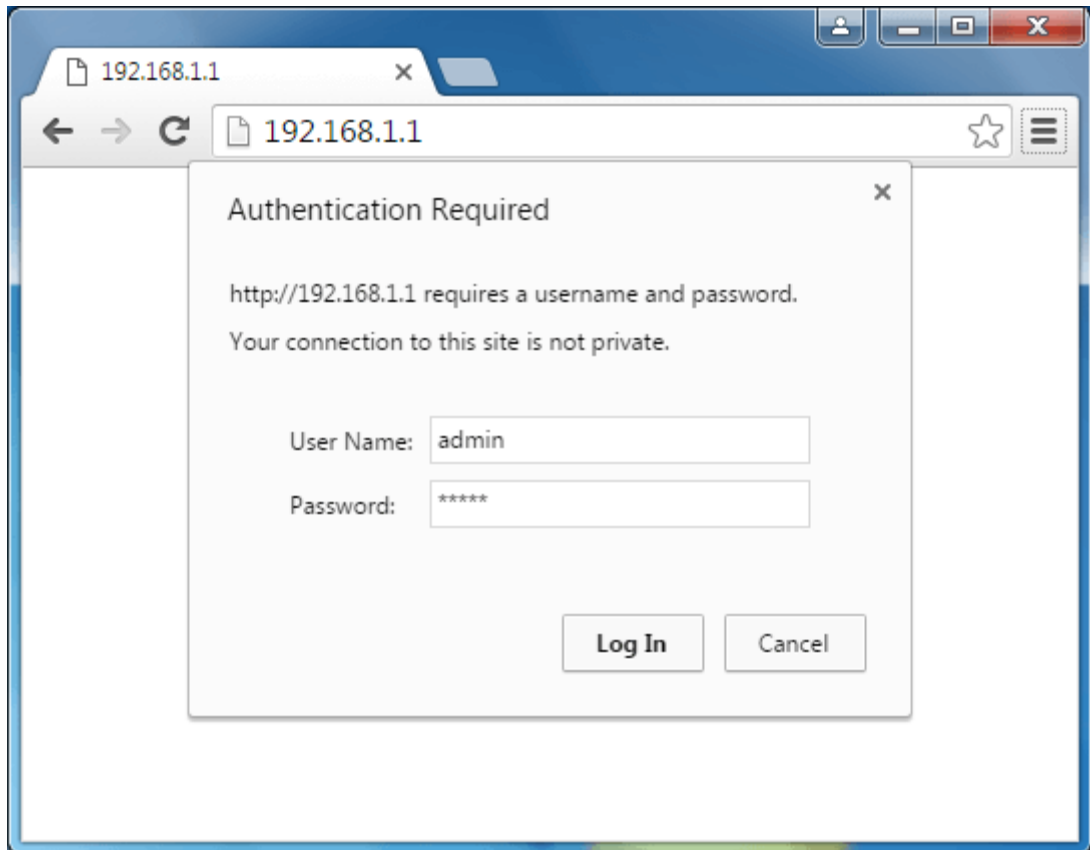 192.168.1.1
192.168.1.1
Authentication Required
http://192.168.1.1 requires a username and password.
Your connection to this site is not private.
User Name: admin
Password: *****
Log In Cancel